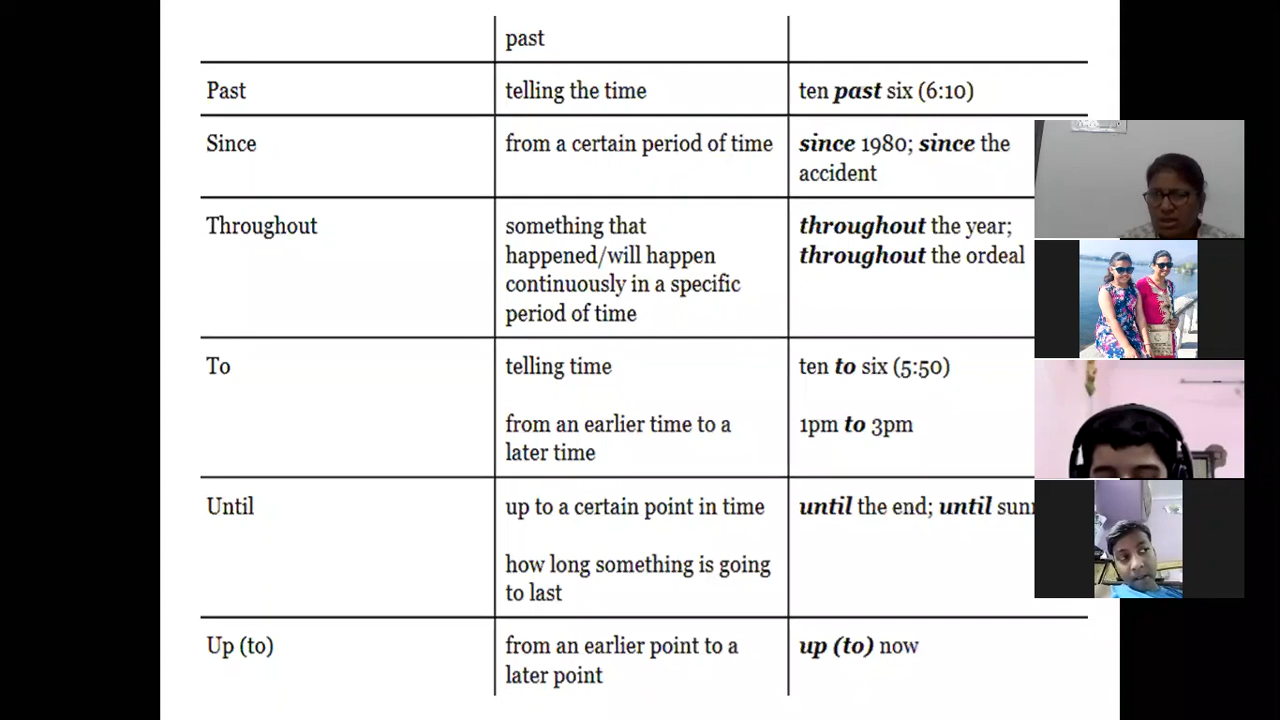 past
Past telling the time ten past six (6:10)
Since from a certain period of time since 1980; since the
accident
Throughout something that throughout the year;
happened/will happen throughout the ordeal
continuously in a specific
period of time
To telling time ten to six (5:50)
from an earlier time to a 1pm to 3pm
later time
Until up to a certain point in time until the end; until
how long something is going
to last
Up (to) from an earlier point to a up (to) now
later point